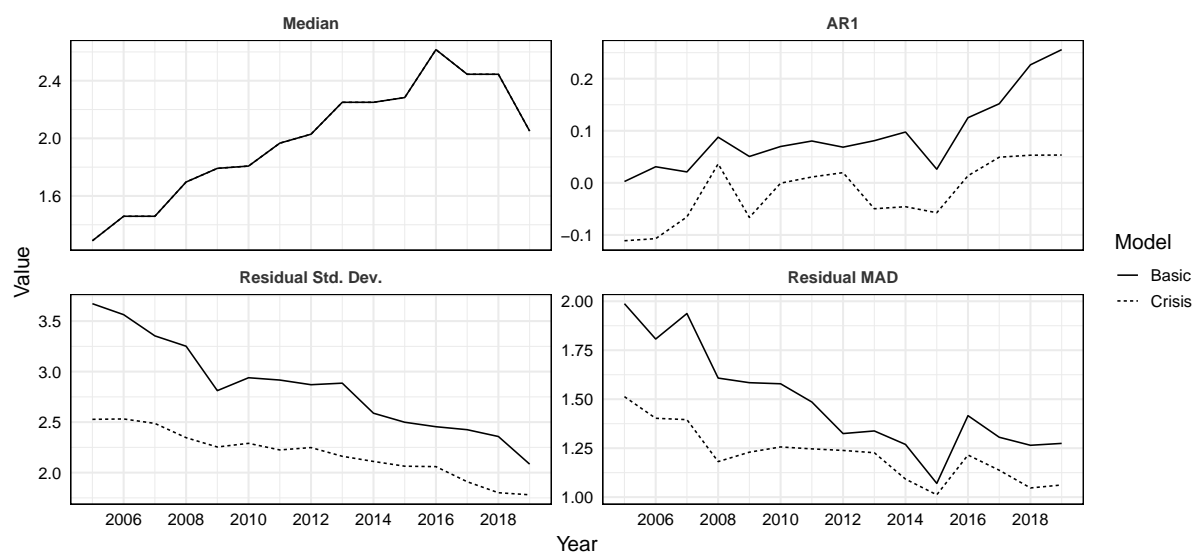 Median
AR1
2.4
2.0
1.6
0.2
0.1
0.0
−0.1
Residual Std. Dev.
Residual MAD
3.5
3.0
2.5
2.0
2.00
1.75
1.50
1.25
1.00
2006 2008 2010 2012 2014 2016 2018
2006 2008 2010 2012 2014 2016 2018
Value
Year
Model
Basic
Crisis